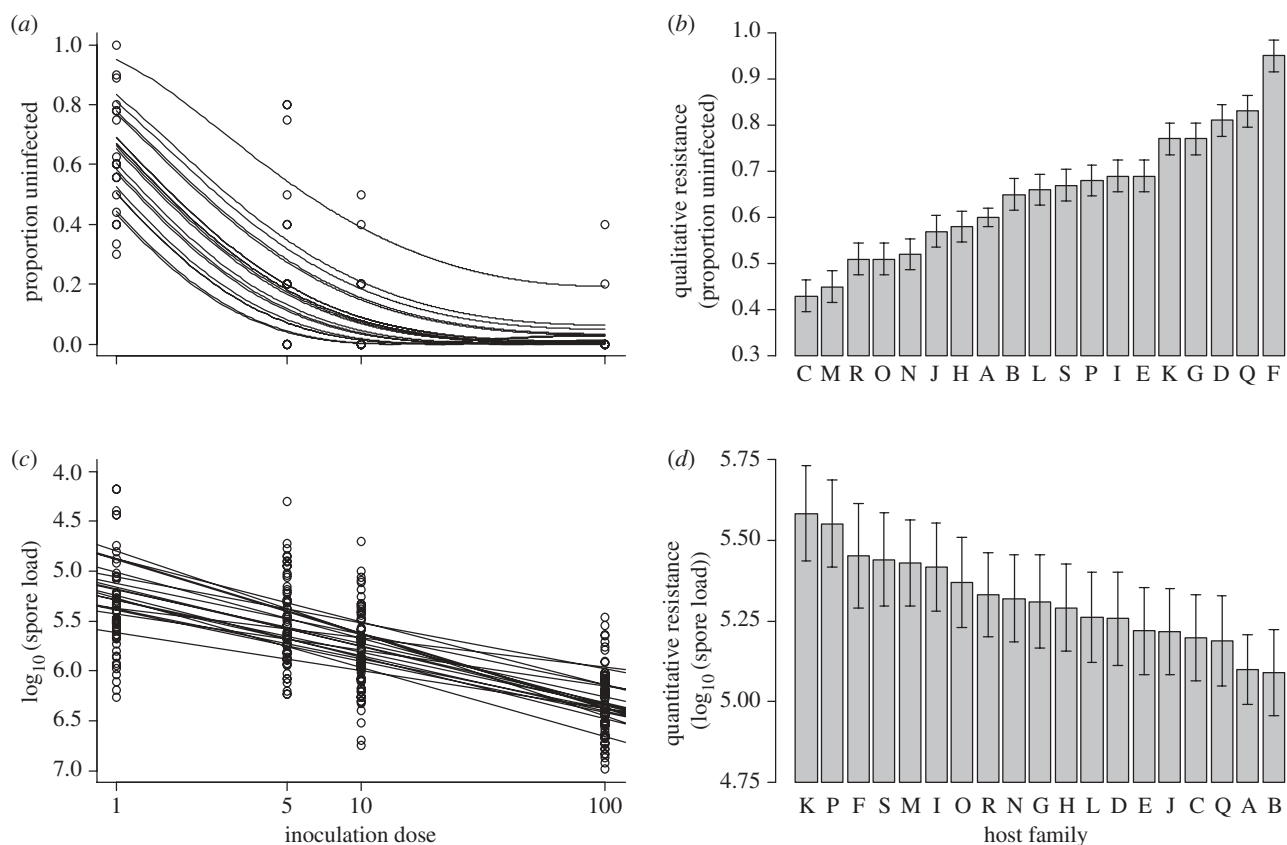 (a)
proportion uninfected
1.0
0.8
0.6
0.4
0.2
0.0
(b)
qualitative resistance
(proportion uninfected)
1.0
0.9
0.8
0.7
0.6
0.5
0.4
0.3
C M R O N J H A B L S P I E K G D Q F
(c)
log10 (spore load)
4.0
4.5
5.0
5.5
6.0
6.5
7.0
1 5 10 100
inoculation dose
(d)
quantitative resistance
(log10 (spore load))
5.75
5.50
5.25
5.00
4.75
K P F S M I O R N G H L D E J C Q A B
host family